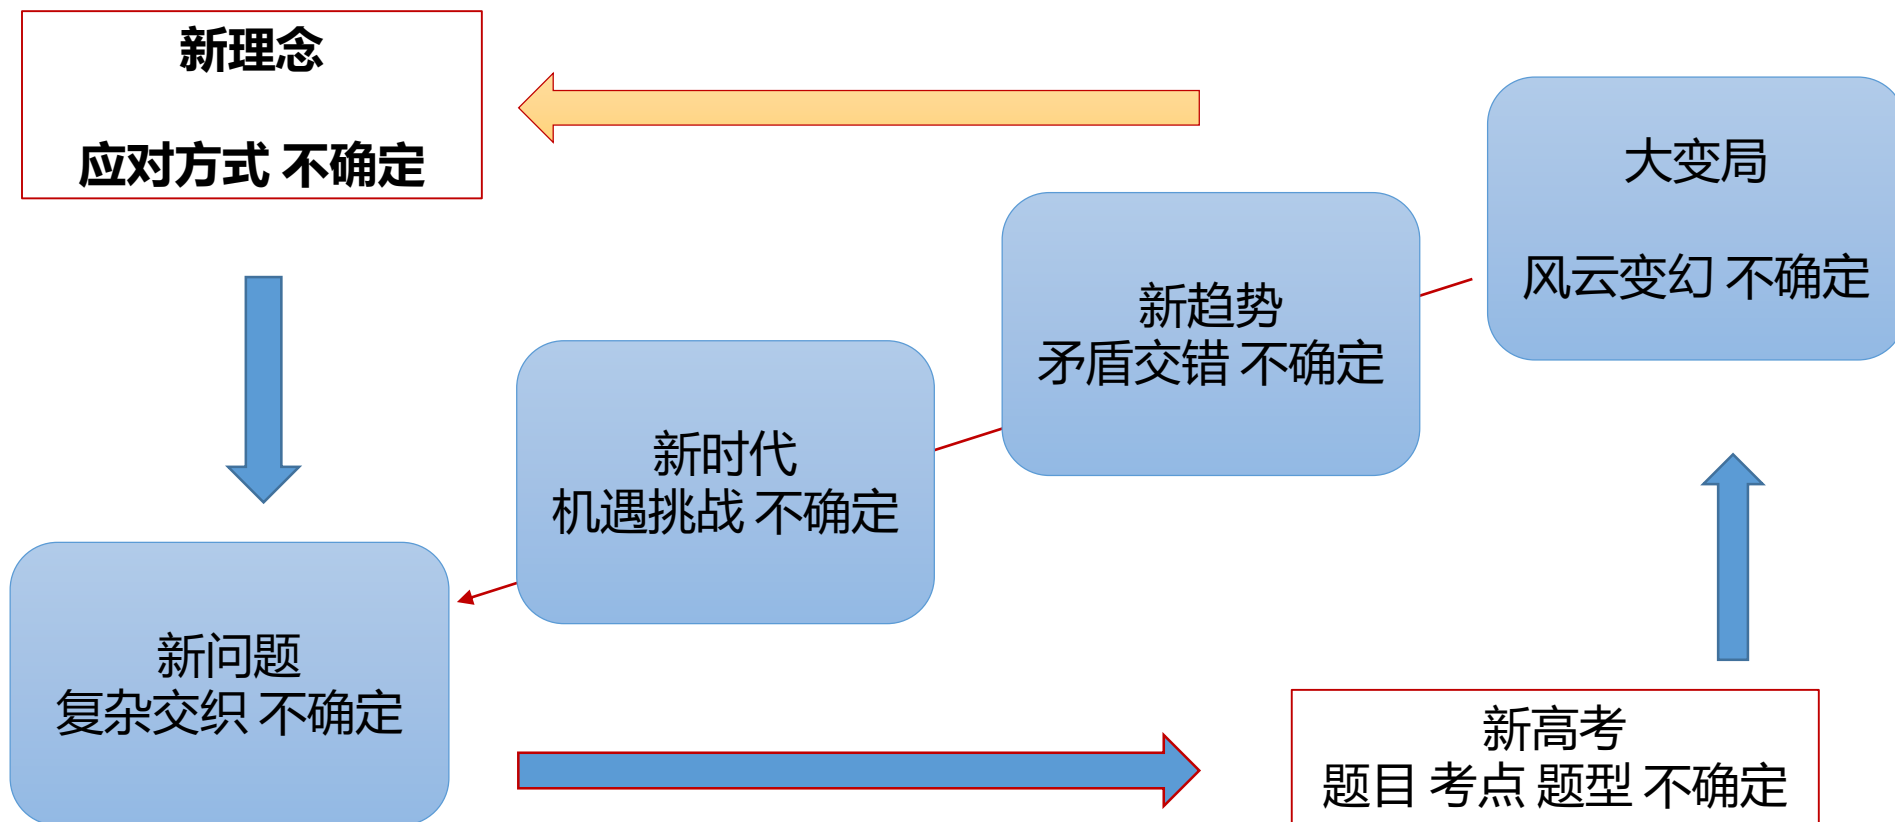 新理念
应对方式 不确定
大变局
风云变幻 不确定
新趋势
矛盾交错 不确定
新时代
机遇挑战 不确定
新问题
复杂交织 不确定
新高考
题目 考点 题型 不确定